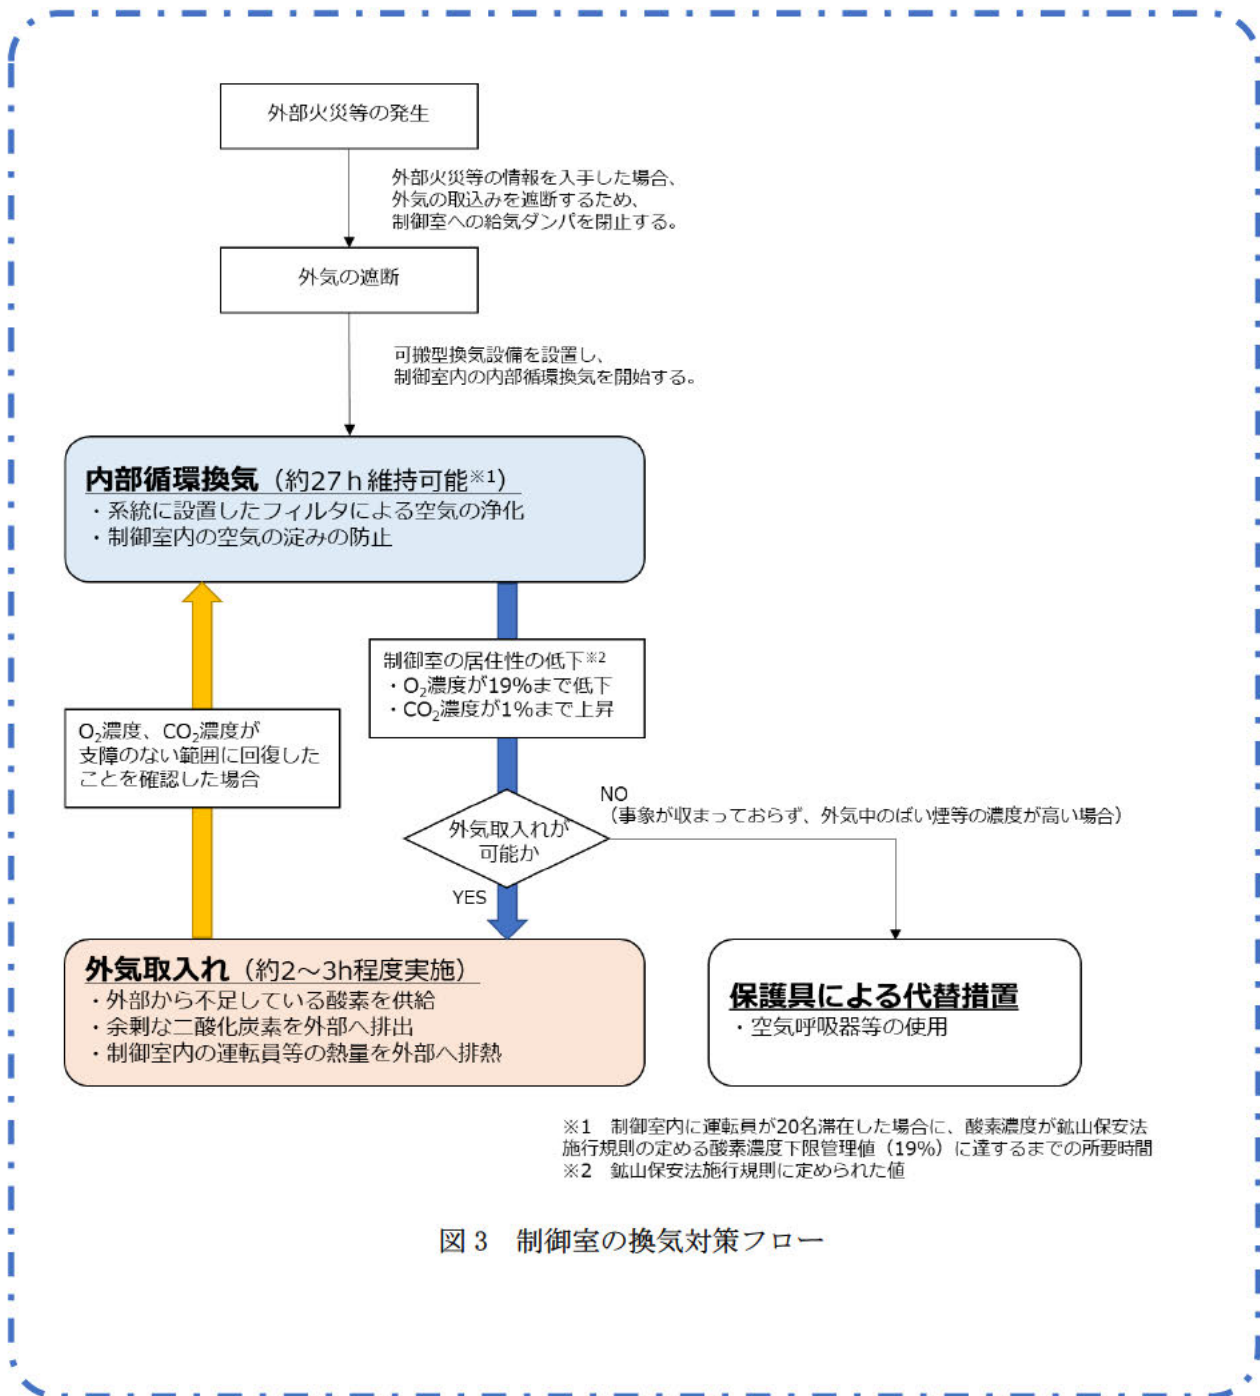 外部火災等の発生
外部火災等の情報を入手した場合、
外気の取込みを遮断するため、
制御室への給気ダンパを閉止する。
外気の遮断
可搬型換気設備を設置し、
制御室内の内部循環換気を開始する。
内部循環換気（約27ｈ維持可能※1）
・系統に設置したフィルタによる空気の浄化
・制御室内の空気の淀みの防止
制御室の居住性の低下※2
・O2濃度が19%まで低下
・CO2濃度が1%まで上昇
O2濃度、CO2濃度が
支障のない範囲に回復した
ことを確認した場合
外気取入れが
可能か
NO
（事象が収まっておらず、外気中のばい煙等の濃度が高い場合）
YES
外気取入れ（約2～3h程度実施）
・外部から不足している酸素を供給
・余剰な二酸化炭素を外部へ排出
・制御室内の運転員等の熱量を外部へ排熱
保護具による代替措置
・空気呼吸器等の使用
※1　制御室内に運転員が20名滞在した場合に、酸素濃度が鉱山保安法
施行規則の定める酸素濃度下限管理値（19%）に達するまでの所要時間
※2　鉱山保安法施行規則に定められた値
図 3　制御室の換気対策フロー